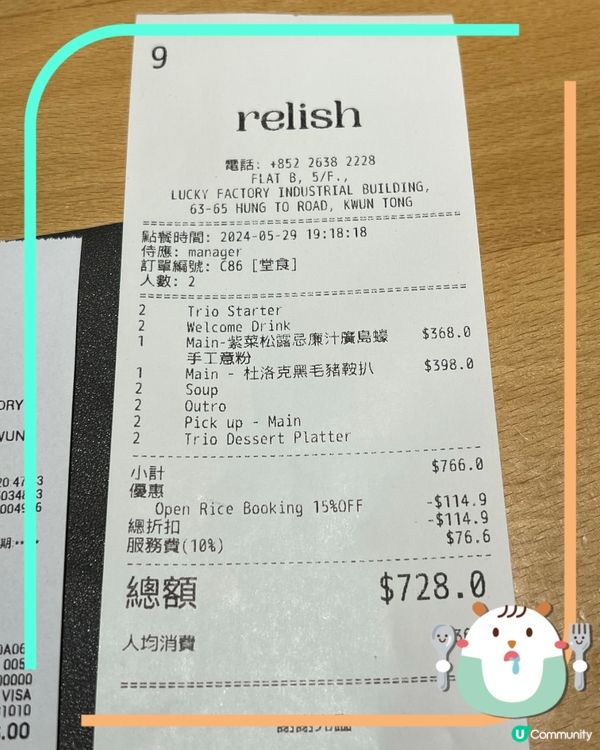 9
relish
電話: +852 2638 2228
FLAT B, 5/F.,
LUCKY FACTORY INDUSTRIAL BUILDING,
63-65 HUNG TO ROAD, KWUN TONG
點餐時間: 2024-05-29 19:18:18
侍應: manager
訂單編號: C86 [堂食]
人數: 2
2 Trio Starter
2 Welcome Drink
1 Main-紫菜松露忌廉汁廣島蠔 $368.0
手工意粉
1 Main - 杜洛克黑毛豬鞍扒 $398.0
2 Soup
2 Outro
2 Pick up - Main
2 Trio Dessert Platter
小計 $766.0
優惠
Open Rice Booking 15%OFF -$114.9
總折扣 -$114.9
服務費(10%) $76.6
總額 $728.0
人均消費
ORY
WUN
期:
VISA
1010
.00
U Community